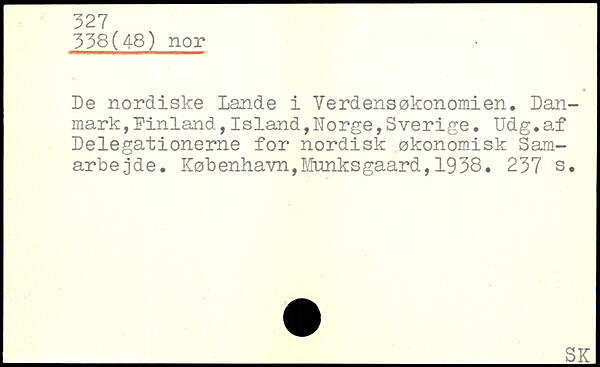 327
338(48) nor
De nordiske Lande i Verdensøkonomien. Dan-
mark,Finland,Island,Norge,Sverige. Udg.af
Delegationerne for nordisk økonomisk Sam-
arbejde. København,Munksgaard,1938. 237 s.
SK